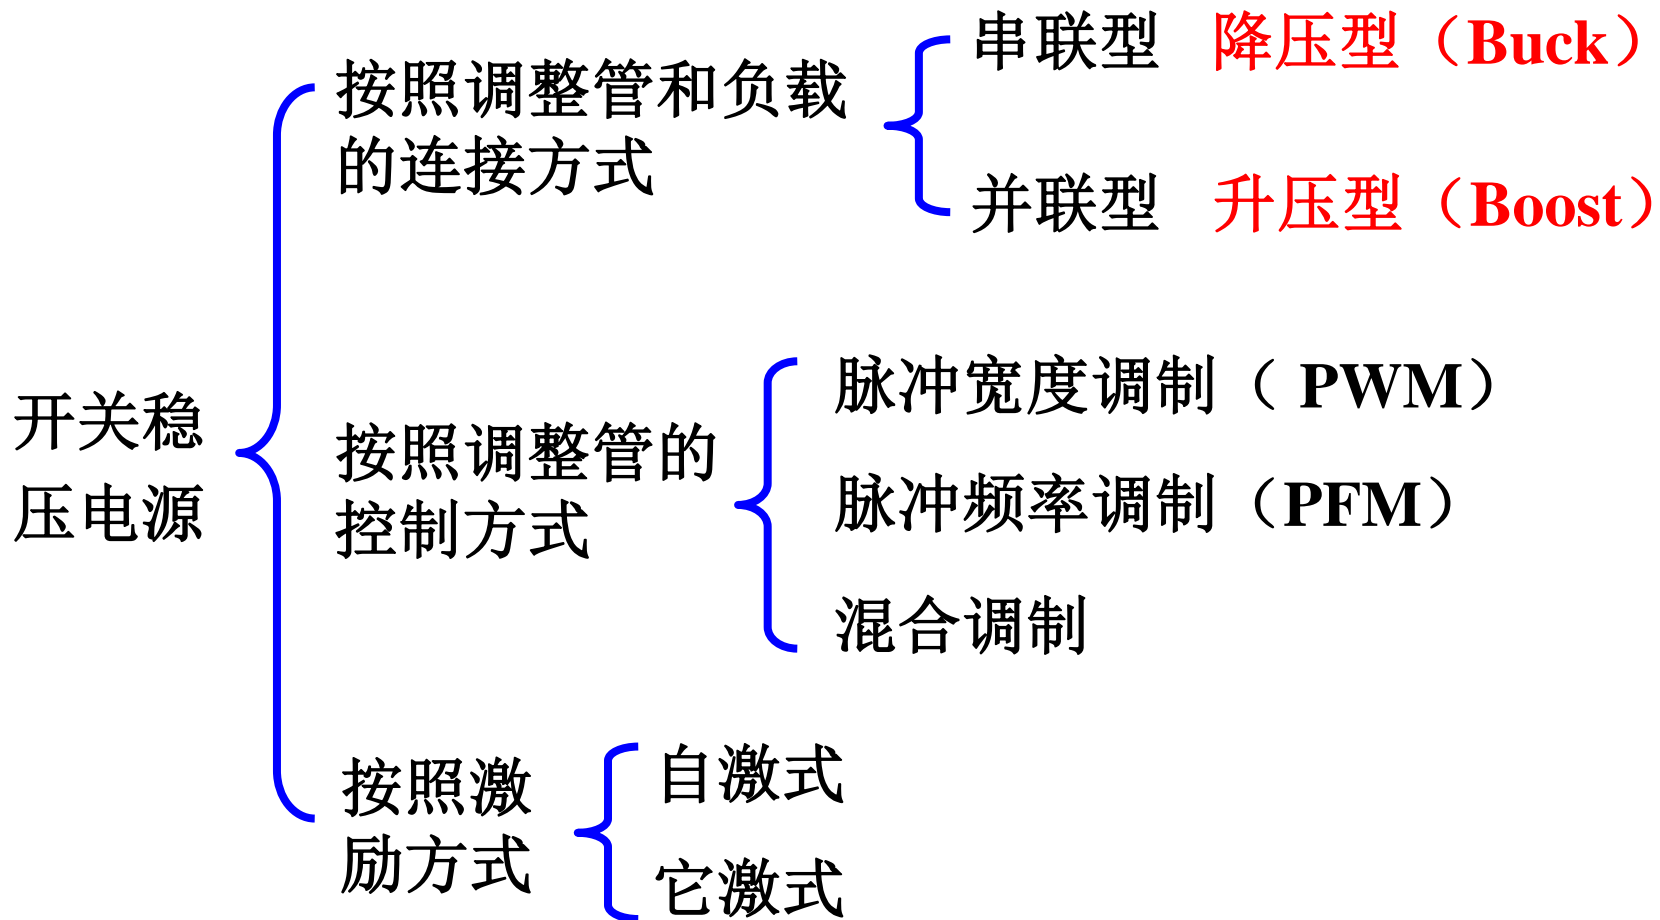 开关稳
压电源
按照调整管和负载
的连接方式
串联型 降压型（Buck）
并联型 升压型（Boost）
按照调整管的
控制方式
脉冲宽度调制（ PWM）
脉冲频率调制（PFM）
混合调制
按照激
励方式
自激式
它激式